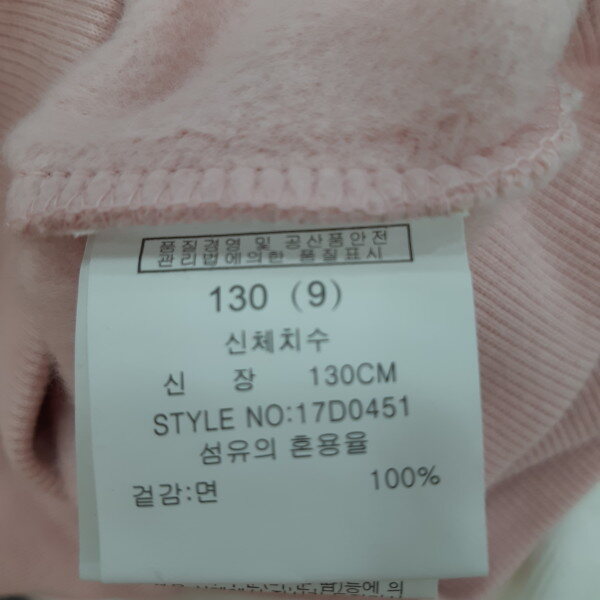 품질경영 및 공산품안전
관리법에의한 품질표시
130 (9)
신체치수
신 장 130CM
STYLE NO:17D0451
섬유의 혼용율
겉감:면 100%